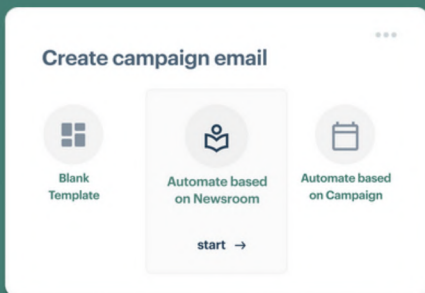 Create campaign email
Blank
Template
Automate based
on Newsroom
start →
Automate based
on Campaign